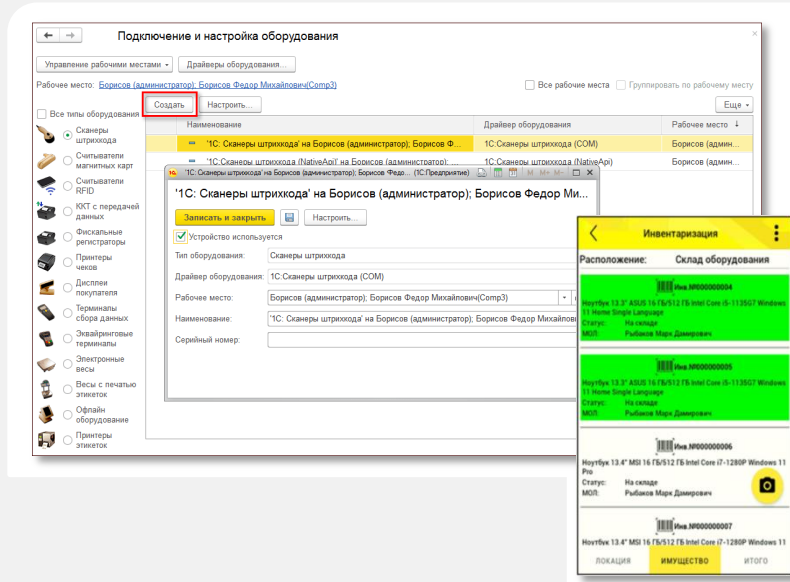 Подключение и настройка оборудования
Управление рабочими местами
Драйверы оборудования...
Рабочее место: Борисов (администратор); Борисов Федор Михайлович(Comp3)
Все рабочие места
Группировать по рабочему месту
Все типы оборудования
Создать
Настроить...
Еще
Наименование
Драйвер оборудования
Рабочее место ↓
'1С: Сканеры штрихкода' на Борисов (администратор); Борисов Ф...
1С:Сканеры штрихкода (COM)
Борисов (админ...
'1С:Сканеры штрихкода (NativeApi)' на Борисов (администратор); ...
1С:Сканеры штрихкода (NativeApi)
Борисов (админ...
Сканеры
штрихкода
Считыватели
магнитных карт
Считыватели
RFID
ККТ с передачей
данных
Фискальные
регистраторы
Принтеры
чеков
Дисплеи
покупателя
Терминалы
сбора данных
Эквайринговые
терминалы
Электронные
весы
Весы с печатью
этикеток
Офлайн
оборудование
Принтеры
этикеток
'1С: Сканеры штрихкода' на Борисов (администратор); Борисов Федо... (1С:Предприятие)
M M+ M-
'1С: Сканеры штрихкода' на Борисов (администратор); Борисов Федор Ми...
Записать и закрыть
Настроить...
Устройство используется
Тип оборудования: Сканеры штрихкода
Драйвер оборудования: 1С:Сканеры штрихкода (COM)
Рабочее место: Борисов (администратор); Борисов Федор Михайлович(Comp3)
Наименование: '1С: Сканеры штрихкода' на Борисов (администратор); Борисов Федор Михайлов
Серийный номер:
Инвентаризация
Расположение: Склад оборудования
Инв.№000000004
Ноутбук 13.3" ASUS 16 ГБ/512 ГБ Intel Core i5-1135G7 Windows
11 Home Single Language
Статус: На складе
МОЛ: Рыбаков Марк Дамирович
Инв.№000000005
Ноутбук 13.3" ASUS 16 ГБ/512 ГБ Intel Core i5-1135G7 Windows
11 Home Single Language
Статус: На складе
МОЛ: Рыбаков Марк Дамирович
Инв.№000000006
Ноутбук 13.4" MSI 16 ГБ/512 ГБ Intel Core i7-1280P Windows 11
Pro
Статус: На складе
МОЛ: Рыбаков Марк Дамирович
Инв.№000000007
Ноутбук 13.4" MSI 16 ГБ/512 ГБ Intel Core i7-1280P Windows 11
ЛОКАЦИЯ
ИМУЩЕСТВО
ИТОГО